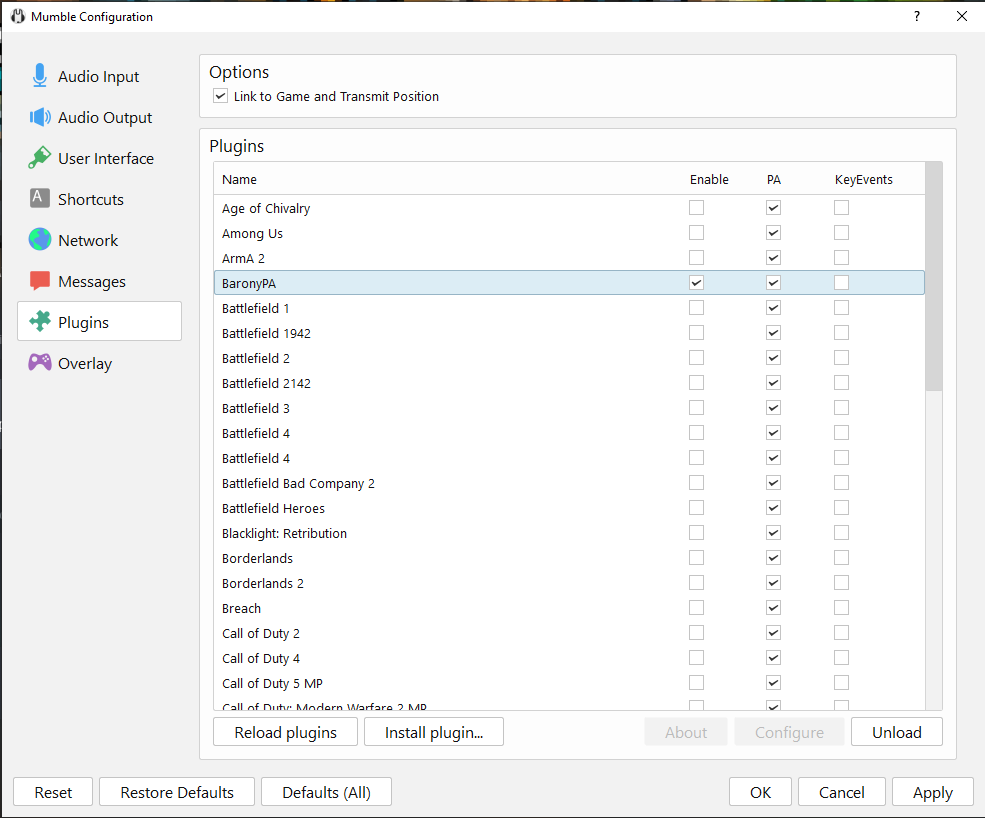 Mumble Configuration
?
Audio Input
Audio Output
User Interface
A
Shortcuts
Network
Messages
Plugins
Overlay
Options
Link to Game and Transmit Position
Plugins
Name Enable PA KeyEvents
Age of Chivalry
Among Us
ArmA 2
BaronyPA
Battlefield 1
Battlefield 1942
Battlefield 2
Battlefield 2142
Battlefield 3
Battlefield 4
Battlefield 4
Battlefield Bad Company 2
Battlefield Heroes
Blacklight: Retribution
Borderlands
Borderlands 2
Breach
Call of Duty 2
Call of Duty 4
Call of Duty 5 MP
Call of Duty: Modern Warfare 2 MP
Reload plugins Install plugin... About Configure Unload
Reset Restore Defaults Defaults (All) OK Cancel Apply